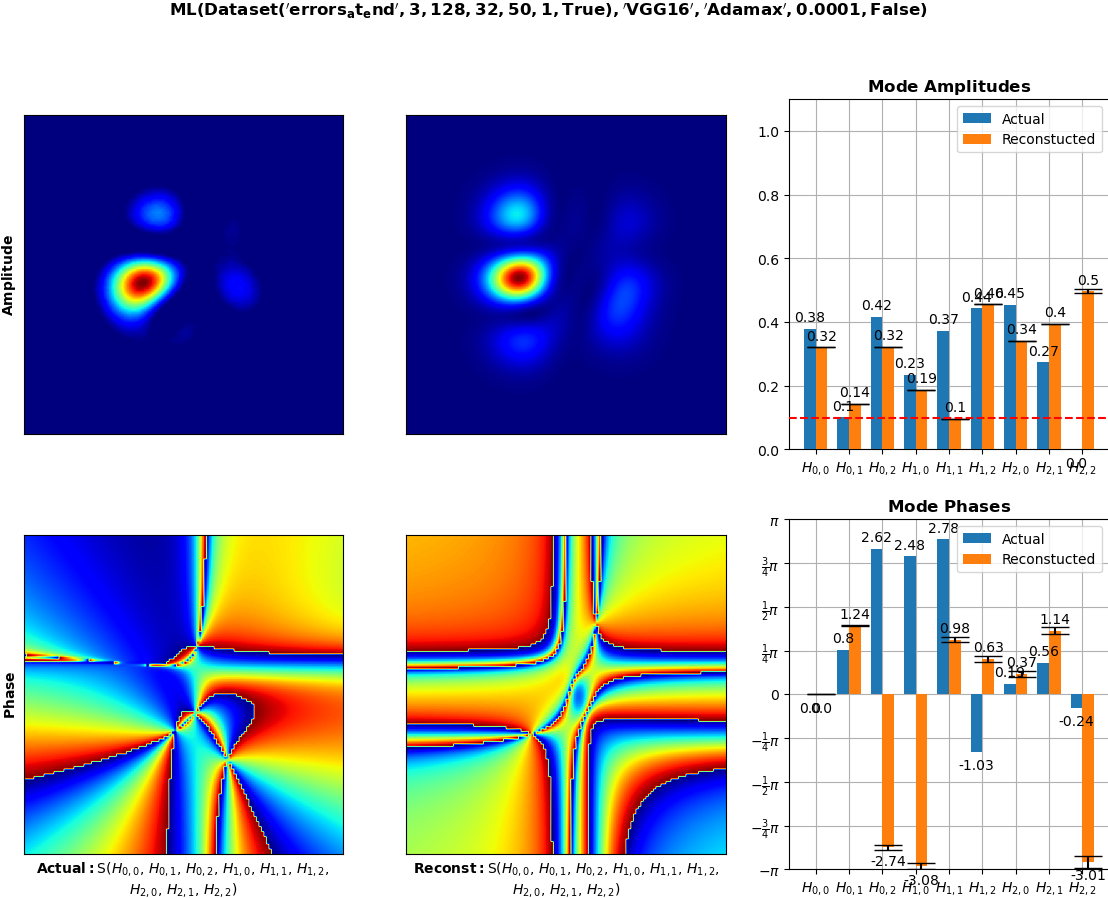 ML(Dataset('errors_at_end', 3, 128, 32, 50, 1, True), 'VGG16', 'Adamax', 0.0001, False)
Amplitude
Mode Amplitudes
Actual
Reconstucted
1.0
0.8
0.6
0.4
0.2
0.0
0.38
0.32
0.1
0.14
0.42
0.32
0.23
0.19
0.37
0.1
0.44
0.46
0.45
0.34
0.27
0.4
0.0
0.5
H0,0 H0,1 H0,2 H1,0 H1,1 H1,2 H2,0 H2,1 H2,2
Phase
Actual: S(H0,0, H0,1, H0,2, H1,0, H1,1, H1,2,
H2,0, H2,1, H2,2)
Reconst: S(H0,0, H0,1, H0,2, H1,0, H1,1, H1,2,
H2,0, H2,1, H2,2)
Mode Phases
Actual
Reconstucted
π
3/4π
1/2π
1/4π
0
−1/4π
−1/2π
−3/4π
−π
0.0
0.0
0.8
1.24
2.62
-2.74
2.48
-3.08
2.78
0.98
-1.03
0.63
0.19
0.37
0.56
1.14
-0.24
-3.01
H0,0 H0,1 H0,2 H1,0 H1,1 H1,2 H2,0 H2,1 H2,2